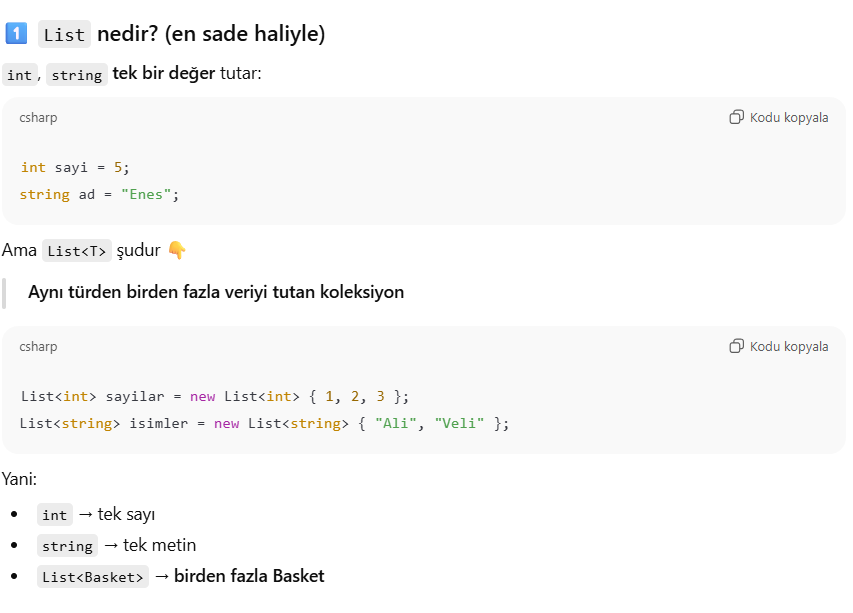 1 List nedir? (en sade haliyle)
int, string tek bir değer tutar:
csharp
Kodu kopyala
int sayi = 5;
string ad = "Enes";
Ama List<T> şudur 👇
Aynı türden birden fazla veriyi tutan koleksiyon
csharp
Kodu kopyala
List<int> sayilar = new List<int> { 1, 2, 3 };
List<string> isimler = new List<string> { "Ali", "Veli" };
Yani:
• int → tek sayı
• string → tek metin
• List<Basket> → birden fazla Basket